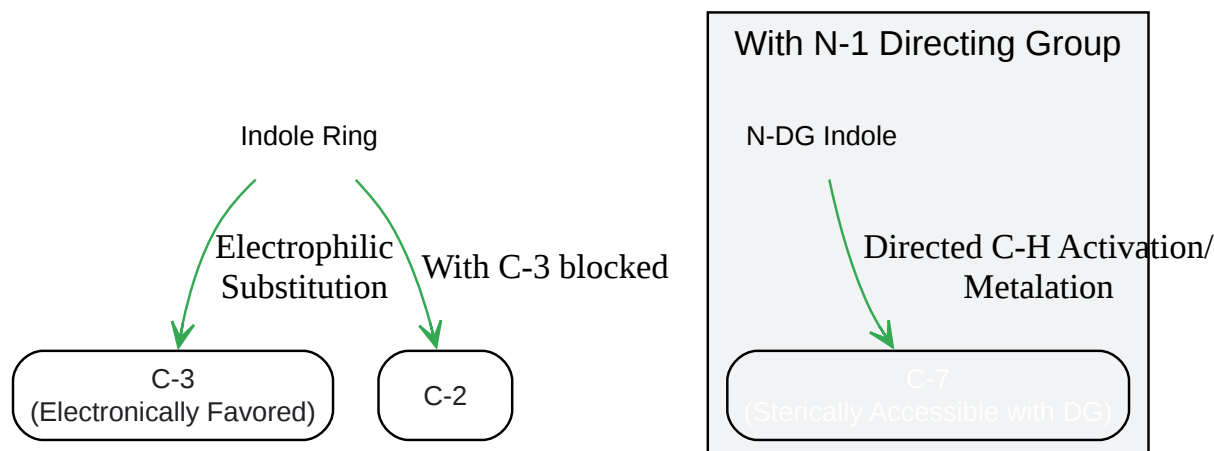 With N-1 Directing Group
Indole Ring
N-DG Indole
Electrophilic
Substitution
With C-3 blocked
Directed C-H Activation/
Metalation
C-3
(Electronically Favored)
C-2
C-7
(Sterically Accessible with DG)